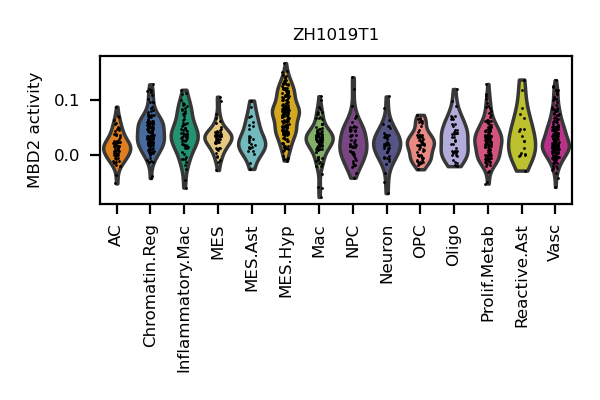 ZH1019T1
MBD2 activity
0.1
0.0
AC
Chromatin.Reg
Inflammatory.Mac
MES
MES.Ast
MES.Hyp
Mac
NPC
Neuron
OPC
Oligo
Prolif.Metab
Reactive.Ast
Vasc